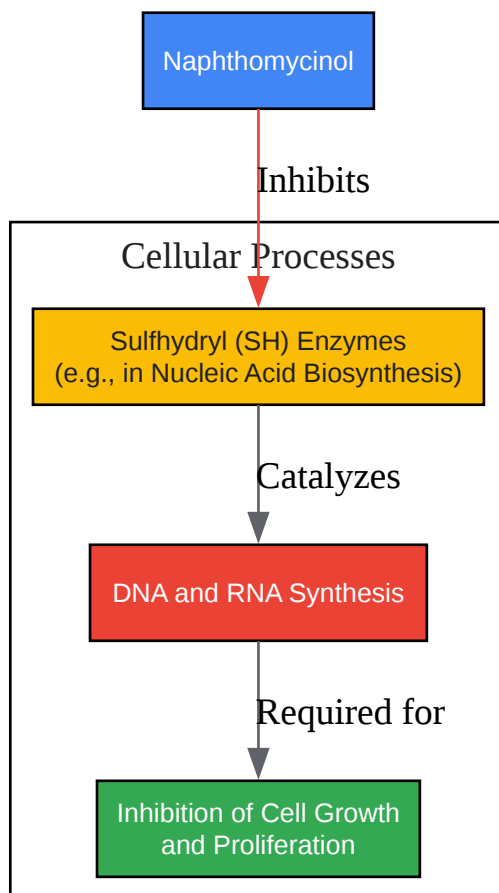 Naphthomycinol
Inhibits
Cellular Processes
Sulfhydryl (SH) Enzymes
(e.g., in Nucleic Acid Biosynthesis)
Catalyzes
DNA and RNA Synthesis
Required for
Inhibition of Cell Growth
and Proliferation